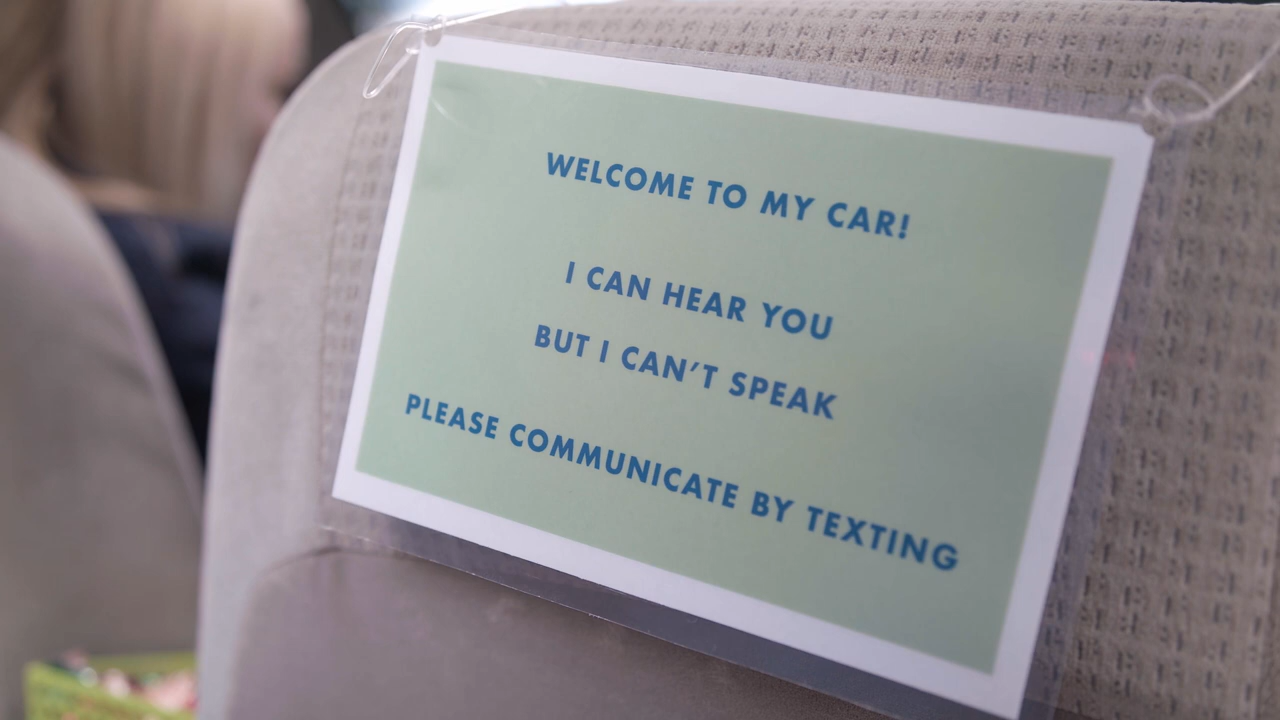 WELCOME TO MY CAR!
I CAN HEAR YOU
BUT I CAN'T SPEAK
PLEASE COMMUNICATE BY TEXTING